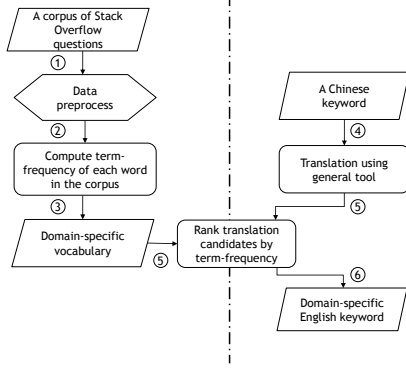 A corpus of Stack
Overflow
questions
①
Data
preprocess
②
Compute term-
frequency of each word
in the corpus
③
Domain-specific
vocabulary
⑤
A Chinese
keyword
④
Translation using
general tool
⑤
Rank translation
candidates by
term-frequency
⑥
Domain-specific
English keyword